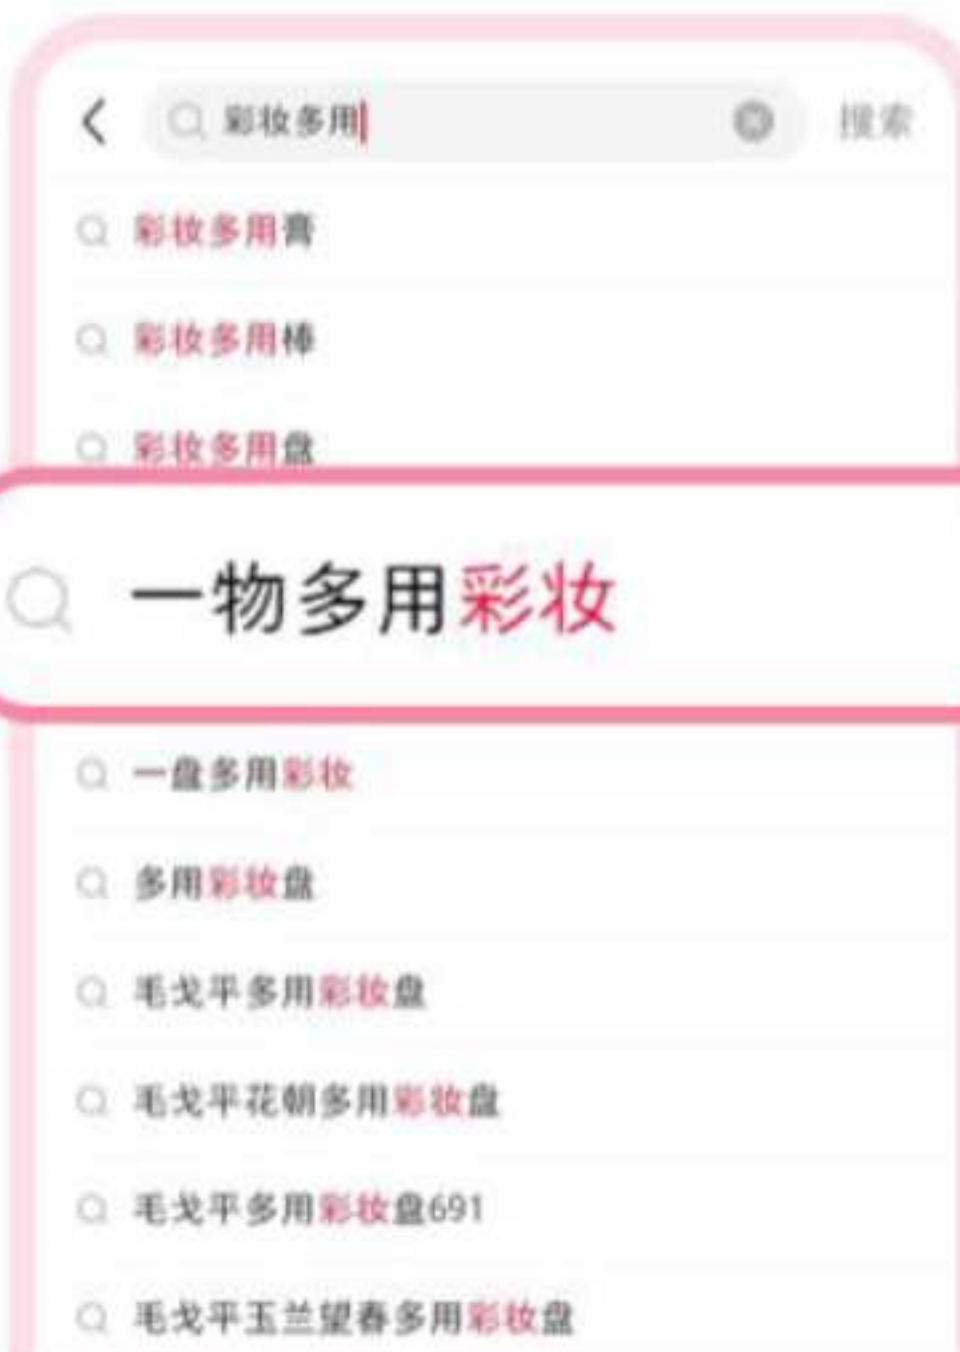 彩妆多用
搜索
彩妆多用膏
彩妆多用棒
彩妆多用盘
一物多用彩妆
一盘多用彩妆
多用彩妆盘
毛戈平多用彩妆盘
毛戈平花朝多用彩妆盘
毛戈平多用彩妆盘691
毛戈平玉兰望春多用彩妆盘